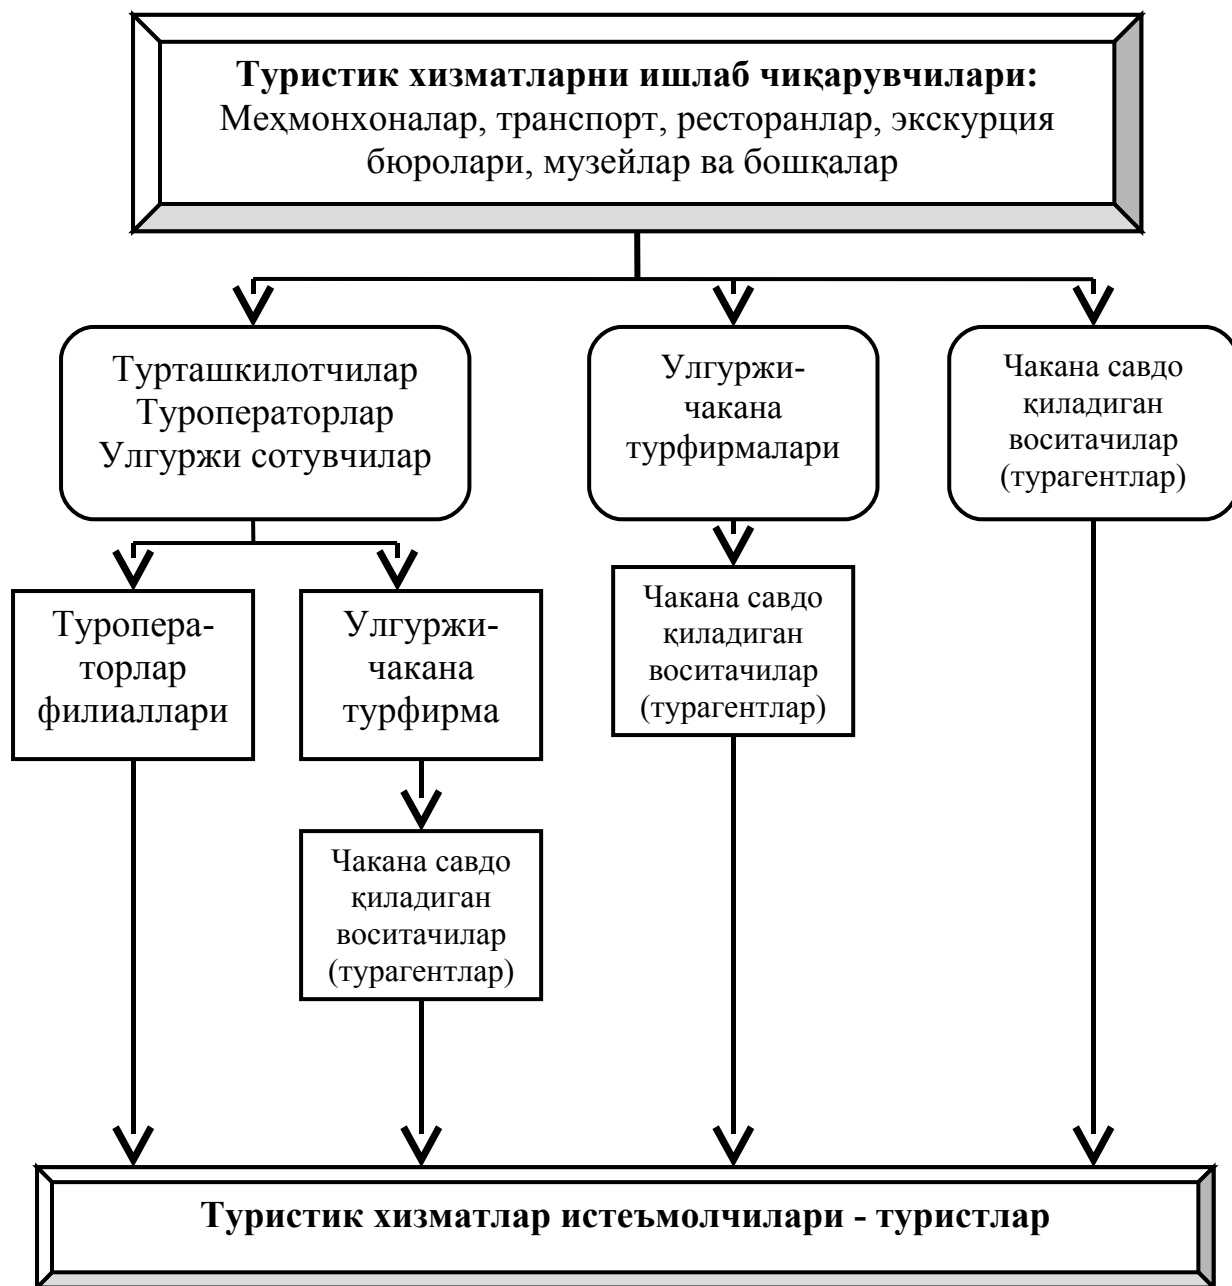 Туристик хизматларни ишлаб чиқарувчилари:
Меҳмонхоналар, транспорт, ресторанлар, экскурция
бюролари, музейлар ва бошқалар
Турташкилотчилар
Туроператорлар
Улгуржи сотувчилар
Улгуржи-
чакана
турфирмалари
Чакана савдо
қиладиган
воситачилар
(турагентлар)
Туропера-
торлар
филиаллари
Улгуржи-
чакана
турфирма
Чакана савдо
қиладиган
воситачилар
(турагентлар)
Чакана савдо
қиладиган
воситачилар
(турагентлар)
Туристик хизматлар истеъмолчилари - туристлар